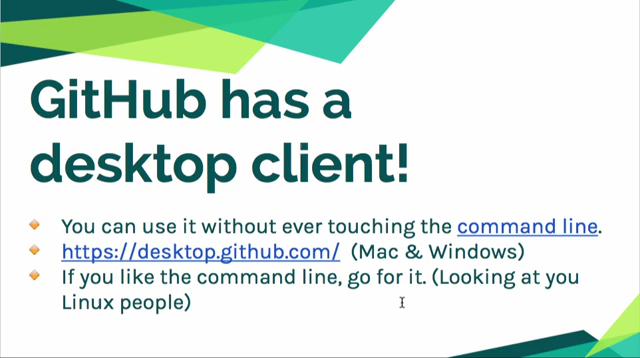 GitHub has a
desktop client!
You can use it without ever touching the command line.
https://desktop.github.com/ (Mac & Windows)
If you like the command line, go for it. (Looking at you
Linux people)